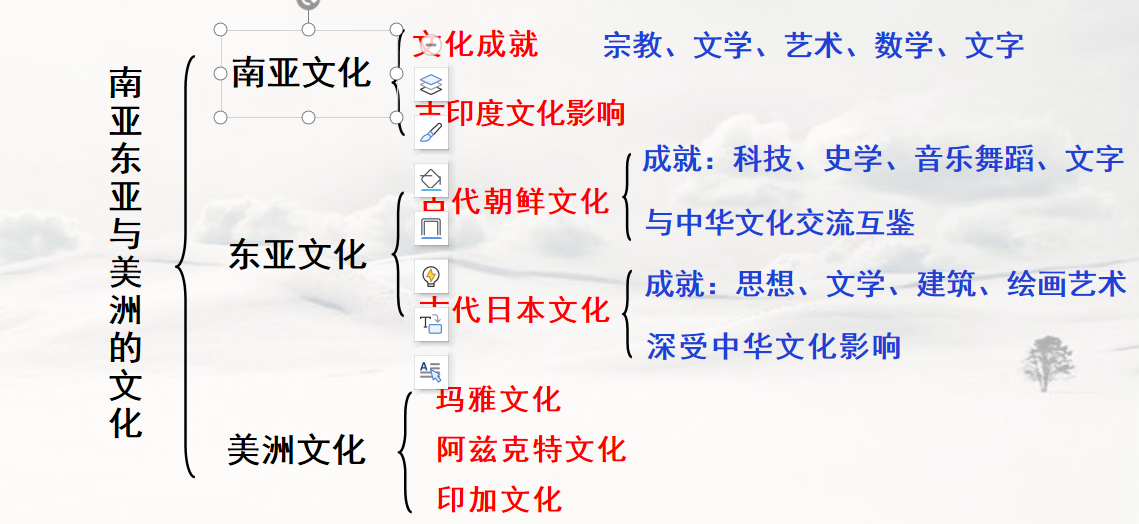 南亚东亚与美洲的文化
南亚文化
文化成就
宗教、文学、艺术、数学、文字
古印度文化影响
东亚文化
古代朝鲜文化
成就：科技、史学、音乐舞蹈、文字
与中华文化交流互鉴
古代日本文化
成就：思想、文学、建筑、绘画艺术
深受中华文化影响
美洲文化
玛雅文化
阿兹克特文化
印加文化